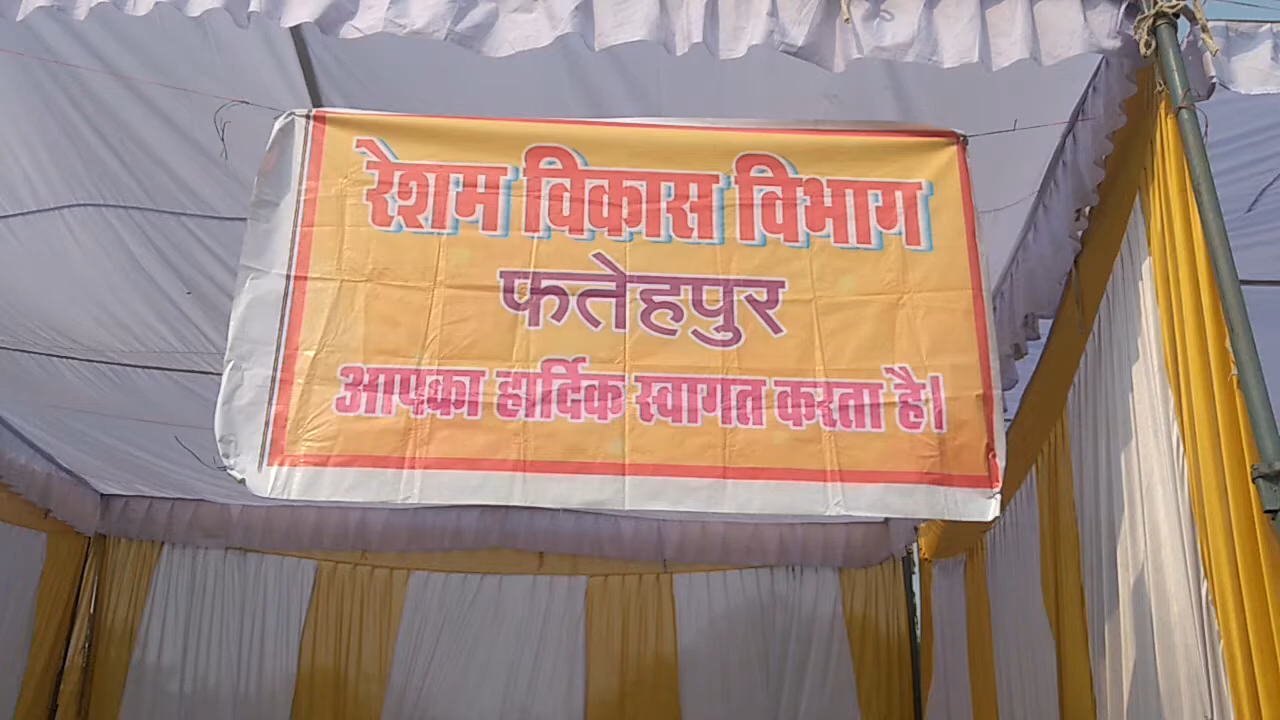 रेशम विकास विभाग
फतेहपुर
आपका हार्दिक स्वागत करता है।